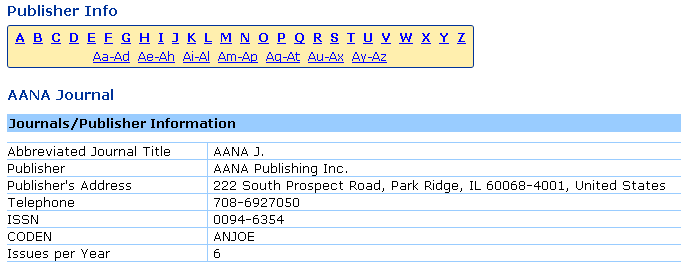 Publisher Info
A B C D E F G H I J K L M N O P Q R S T U V W X Y Z
Aa-Ad Ae-Ah Ai-Al Am-Ap Aq-At Au-Ax Ay-Az
AANA Journal
Journals/Publisher Information
Abbreviated Journal Title AANA J.
Publisher AANA Publishing Inc.
Publisher's Address 222 South Prospect Road, Park Ridge, IL 60068-4001, United States
Telephone 708-6927050
ISSN 0094-6354
CODEN ANJOE
Issues per Year 6